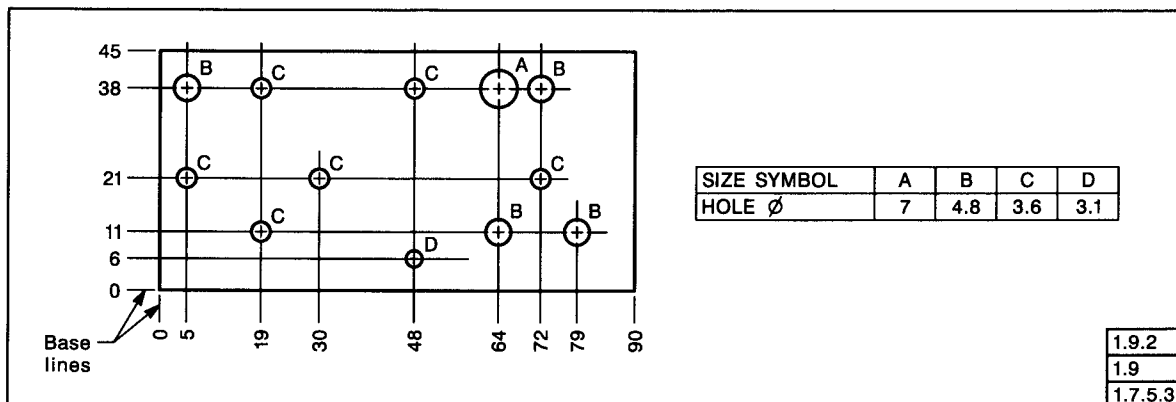 45
B C C A B
38
C C C
SIZE SYMBOL A B C D
HOLE Ø 7 4.8 3.6 3.1
21
C B B
11
D
6
0
0 5 19 30 48 64 72 79 90
Base
lines
1.9.2
1.9
1.7.5.3